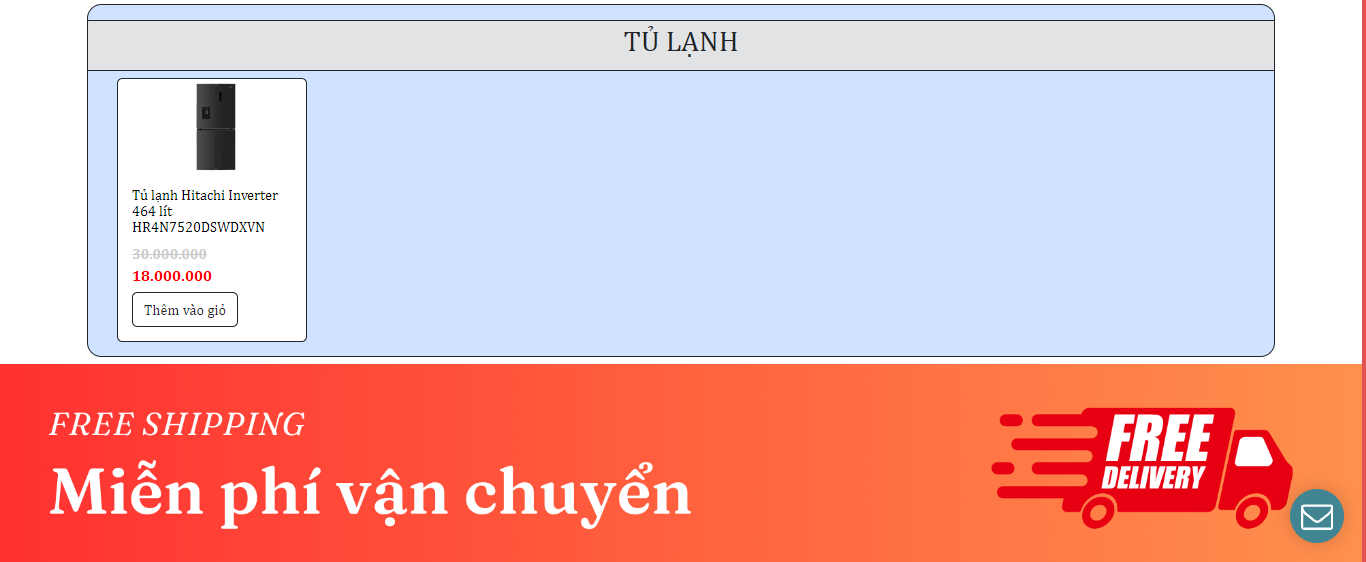 TỦ LẠNH
Tủ lạnh Hitachi Inverter
464 lít
HR4N7520DSWDXVN
30.000.000
18.000.000
Thêm vào giỏ
FREE SHIPPING
Miễn phí vận chuyển
FREE
DELIVERY